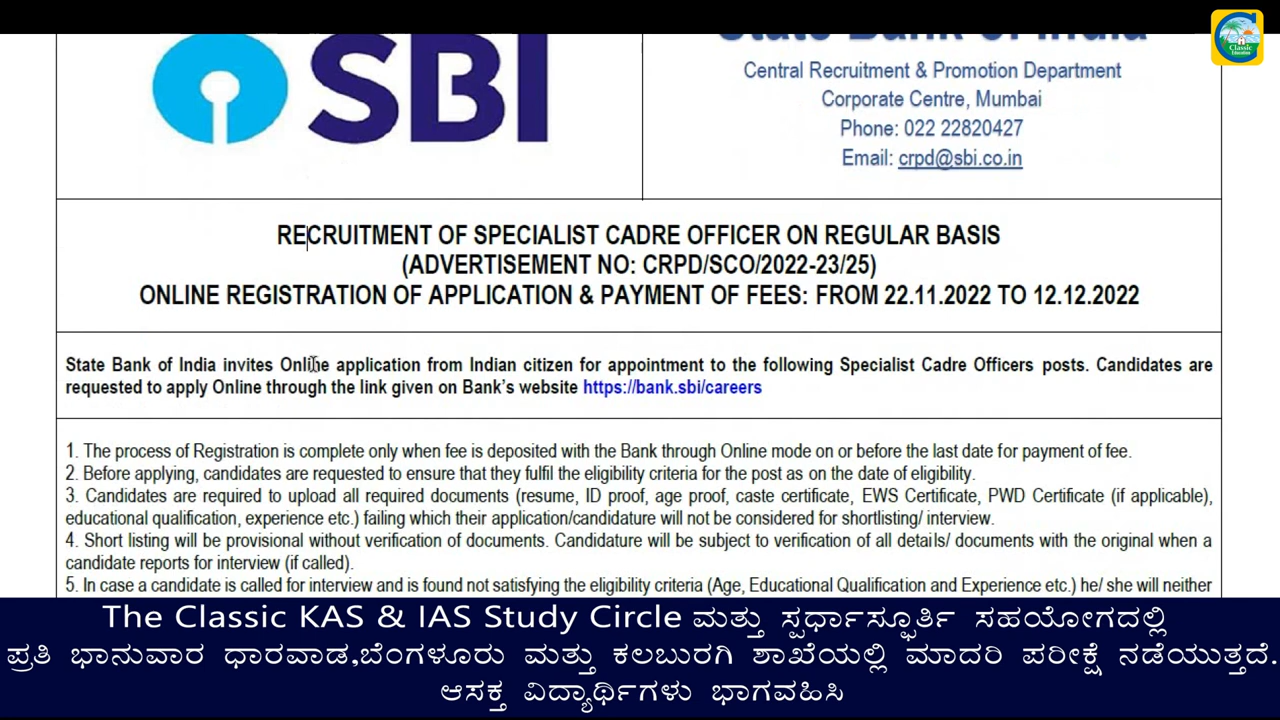 SBI
State Bank of India
Central Recruitment & Promotion Department
Corporate Centre, Mumbai
Phone: 022 22820427
Email: crpd@sbi.co.in
Classic
Education
RECRUITMENT OF SPECIALIST CADRE OFFICER ON REGULAR BASIS
(ADVERTISEMENT NO: CRPD/SCO/2022-23/25)
ONLINE REGISTRATION OF APPLICATION & PAYMENT OF FEES: FROM 22.11.2022 TO 12.12.2022
State Bank of India invites Online application from Indian citizen for appointment to the following Specialist Cadre Officers posts. Candidates are
requested to apply Online through the link given on Bank's website https://bank.sbi/careers
1. The process of Registration is complete only when fee is deposited with the Bank through Online mode on or before the last date for payment of fee.
2. Before applying, candidates are requested to ensure that they fulfil the eligibility criteria for the post as on the date of eligibility.
3. Candidates are required to upload all required documents (resume, ID proof, age proof, caste certificate, EWS Certificate, PWD Certificate (if applicable),
educational qualification, experience etc.) failing which their application/candidature will not be considered for shortlisting/ interview.
4. Short listing will be provisional without verification of documents. Candidature will be subject to verification of all details/ documents with the original when a
candidate reports for interview (if called).
5. In case a candidate is called for interview and is found not satisfying the eligibility criteria (Age, Educational Qualification and Experience etc.) he/ she will neither
The Classic KAS & IAS Study Circle ಮತ್ತು ಸ್ಪರ್ಧಾಸ್ಫೂರ್ತಿ ಸಹಯೋಗದಲ್ಲಿ
ಪ್ರತಿ ಭಾನುವಾರ ಧಾರವಾಡ,ಬೆಂಗಳೂರು ಮತ್ತು ಕಲಬುರಗಿ ಶಾಖೆಯಲ್ಲಿ ಮಾದರಿ ಪರೀಕ್ಷೆ ನಡೆಯುತ್ತದೆ.
ಆಸಕ್ತ ವಿದ್ಯಾರ್ಥಿಗಳು ಭಾಗವಹಿಸಿ